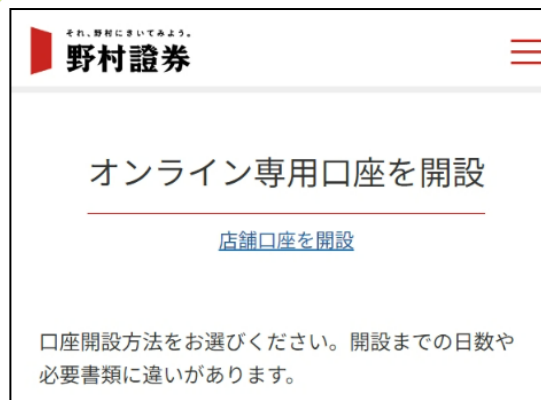 それ、野村にきいてみよう。
野村證券
オンライン専用口座を開設
店舗口座を開設
口座開設方法をお選びください。開設までの日数や
必要書類に違いがあります。